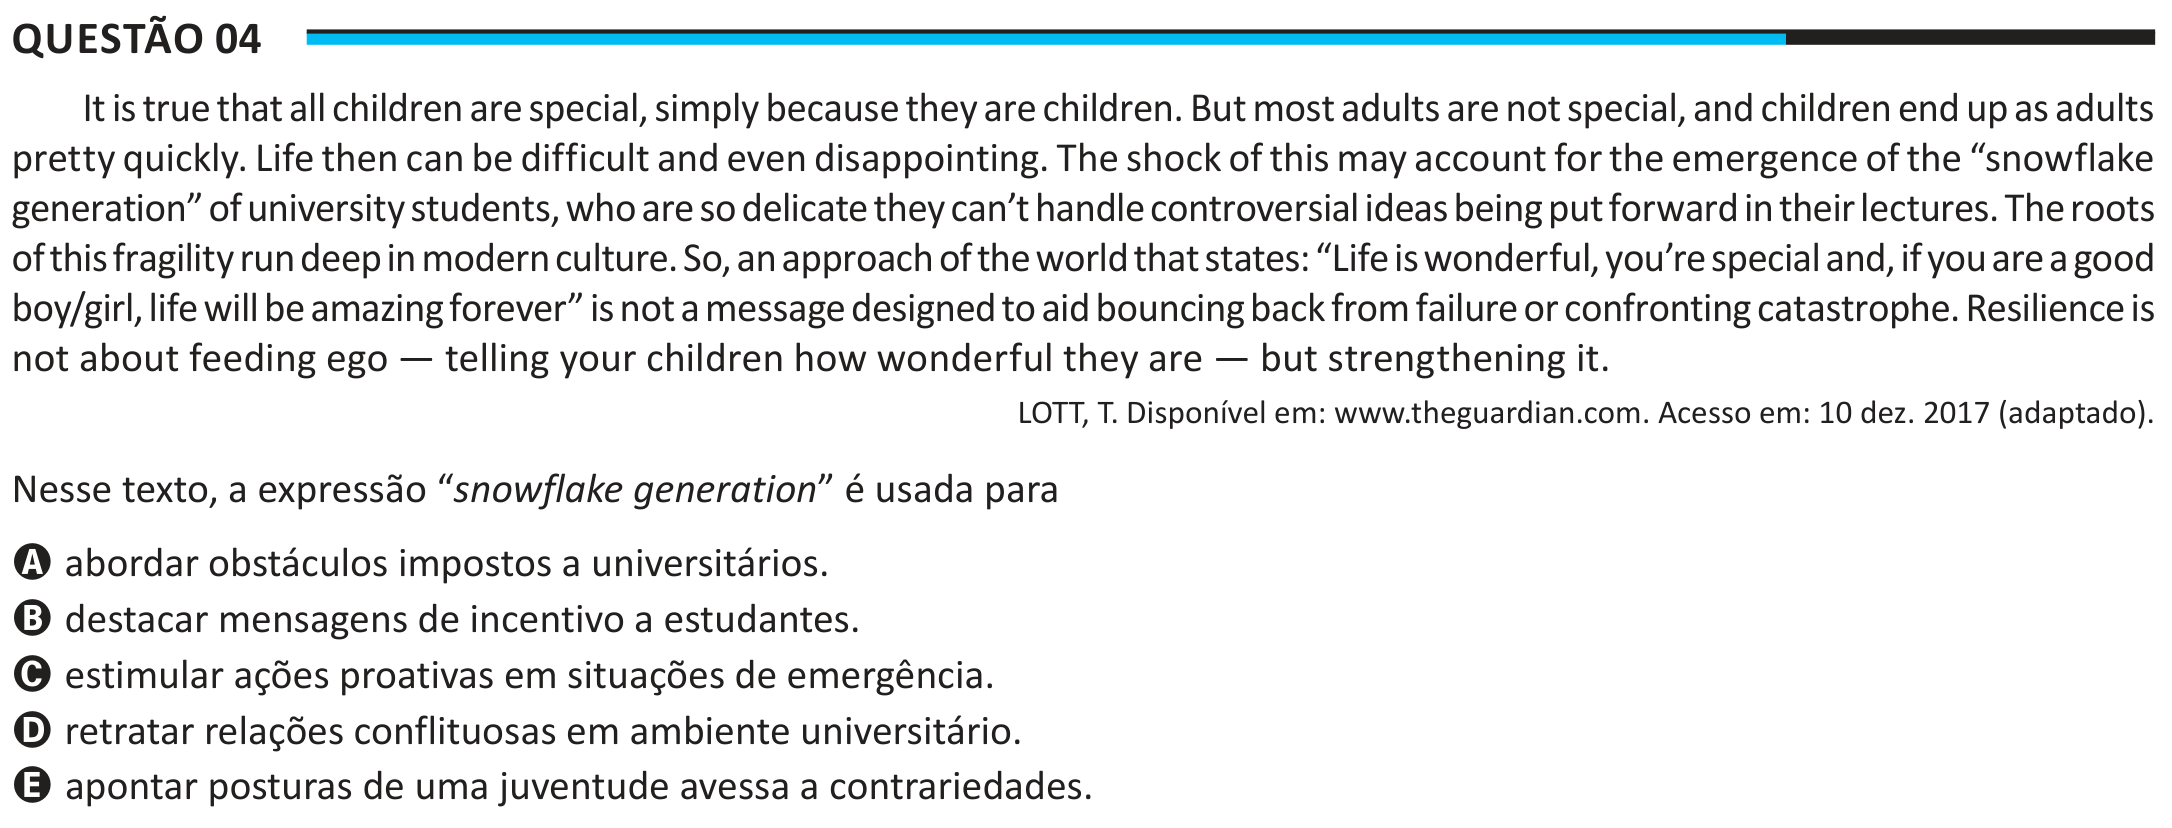 QUESTÃO 04
It is true that all children are special, simply because they are children. But most adults are not special, and children end up as adults
pretty quickly. Life then can be difficult and even disappointing. The shock of this may account for the emergence of the “snowflake
generation” of university students, who are so delicate they can’t handle controversial ideas being put forward in their lectures. The roots
of this fragility run deep in modern culture. So, an approach of the world that states: “Life is wonderful, you’re special and, if you are a good
boy/girl, life will be amazing forever” is not a message designed to aid bouncing back from failure or confronting catastrophe. Resilience is
not about feeding ego — telling your children how wonderful they are — but strengthening it.
LOTT, T. Disponível em: www.theguardian.com. Acesso em: 10 dez. 2017 (adaptado).
Nesse texto, a expressão “snowflake generation” é usada para
A abordar obstáculos impostos a universitários.
B destacar mensagens de incentivo a estudantes.
C estimular ações proativas em situações de emergência.
D retratar relações conflituosas em ambiente universitário.
E apontar posturas de uma juventude avessa a contrariedades.